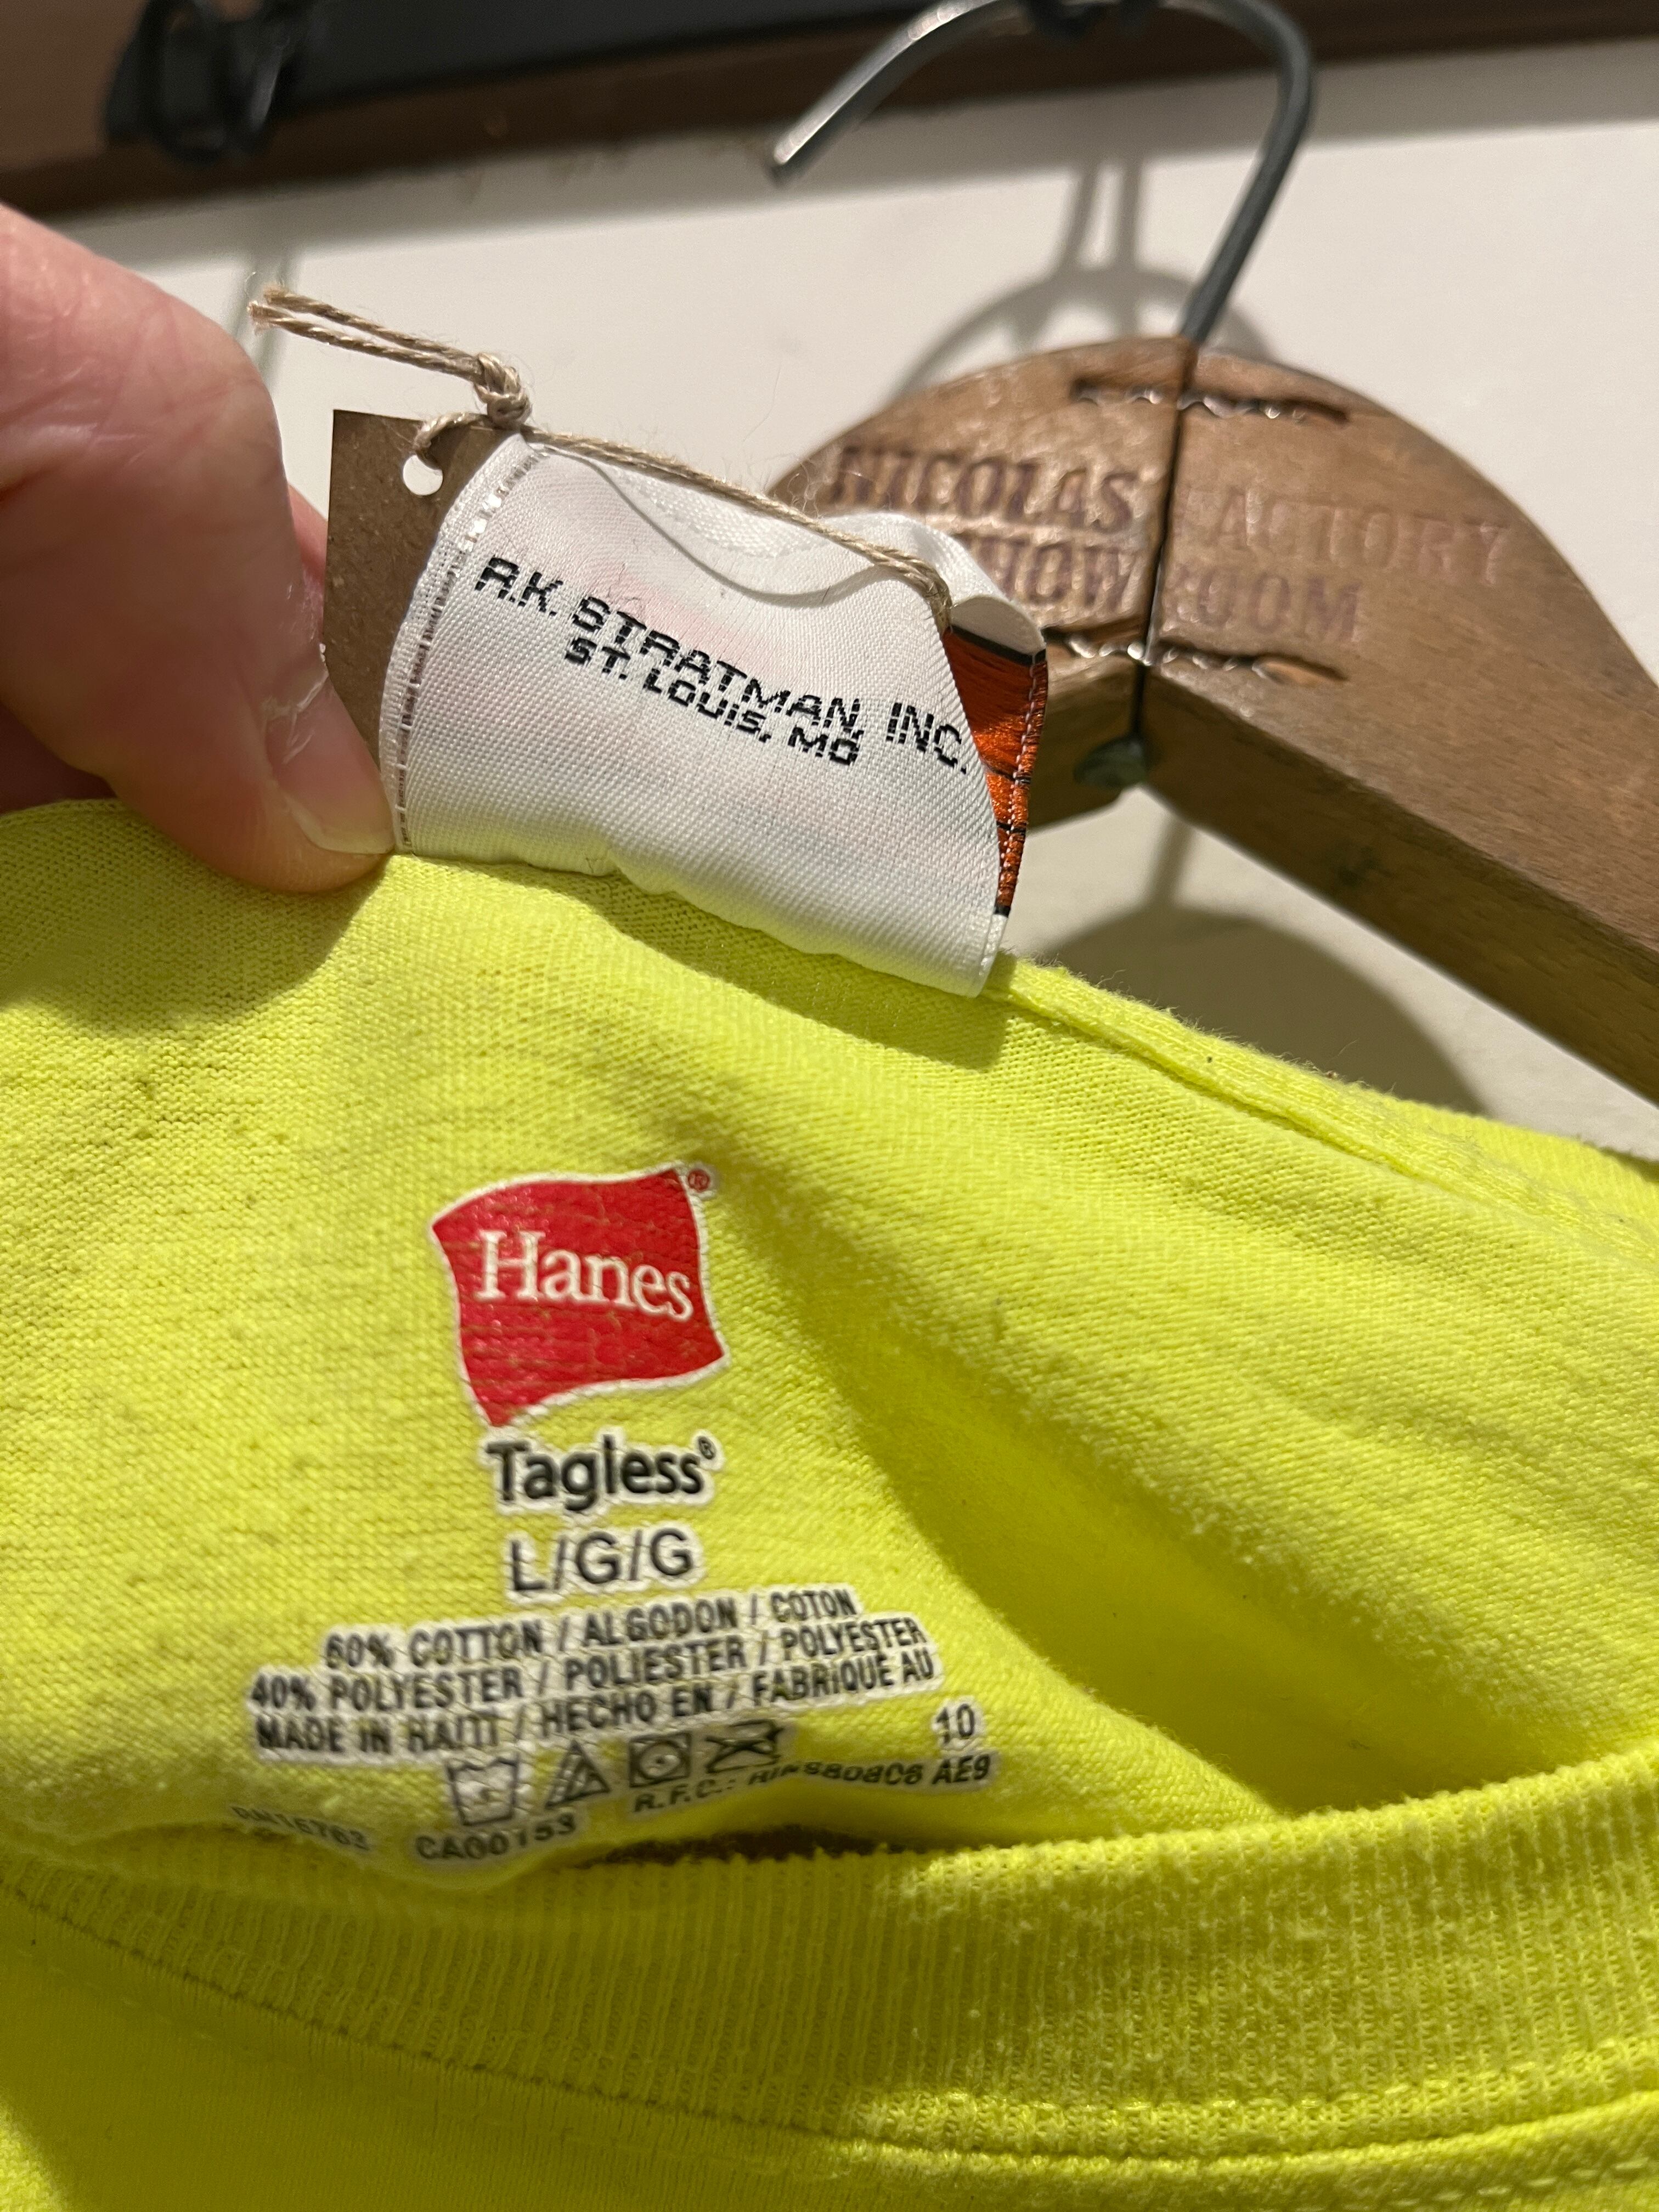 NICOLAS FACTORY
SHOWROOM
R.K. STRATMAN, INC.
ST. LOUIS, MO
Hanes®
Tagless®
L/G/G
60% COTTON / ALGODON / COTON
40% POLYESTER / POLIESTER / POLYESTER
MADE IN HAITI / HECHO EN / FABRIQUÉ AU
10
RN15763 CA00153 R.F.C.: AE9